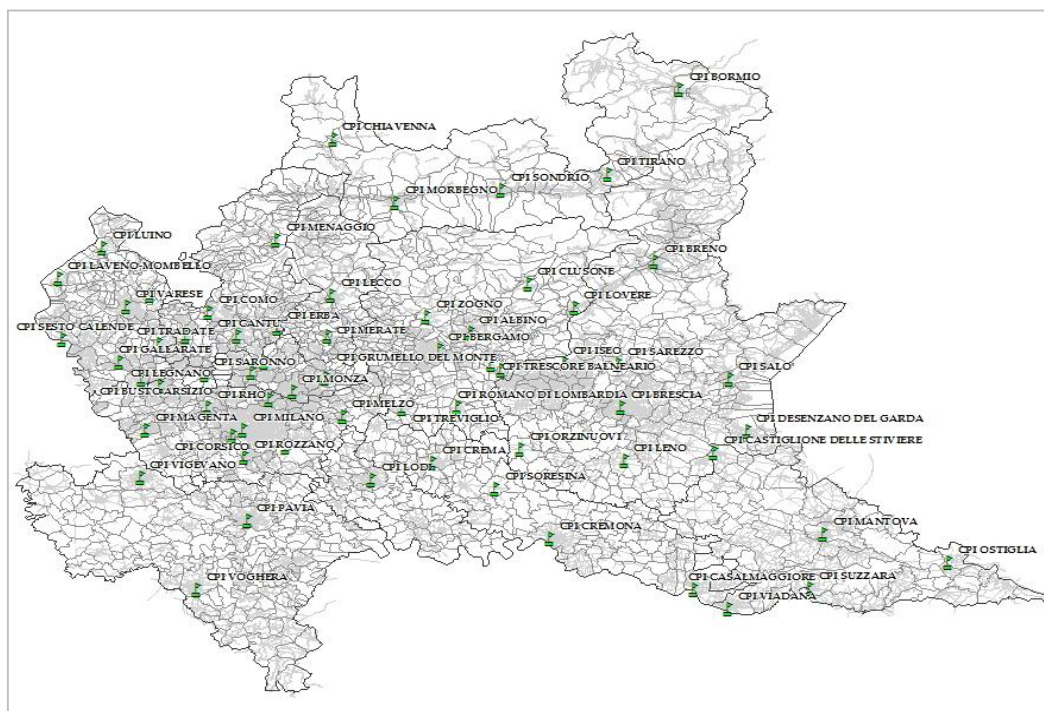 CPI BORMIO
CPI CHIAVENNA
CPI TIRANO
CPI SONDRIO
CPI MORBEGNO
CPI MENAGGIO
CPI LUINO
CPI BRENO
CPI LAVENO-MOMBELLO
CPI CLUSONE
CPI LECCO
CPI VARESE
CPI COMO
CPI ZOGNO
CPI LOVERE
CPI ERBA
CPI SESTO CALENDE
CPI TRADATE
CPI CANTU'
CPI MERATE
CPI ALBINO
CPI BERGAMO
CPI GALLARATE
CPI SARONNO
CPI GRUMELLO DEL MONTE
CPI ISEO
CPI SAREZZO
CPI LEGNANO
CPI TRESCORE BALNEARIO
CPI SALO'
CPI MONZA
CPI BUSTO ARSIZIO
CPI RHO
CPI ROMANO DI LOMBARDIA
CPI BRESCIA
CPI MELZO
CPI MAGENTA
CPI TREVIGLIO
CPI DESENZANO DEL GARDA
CPI MILANO
CPI CORSICO
CPI ROZZANO
CPI ORZINUOVI
CPI CASTIGLIONE DELLE STIVIERE
CPI CREMA
CPI LENO
CPI VIGEVANO
CPI LODI
CPI SORESINA
CPI PAVIA
CPI CREMONA
CPI MANTOVA
CPI OSTIGLIA
CPI VOGHERA
CPI CASALMAGGIORE
CPI SUZZARA
CPI VIADANA